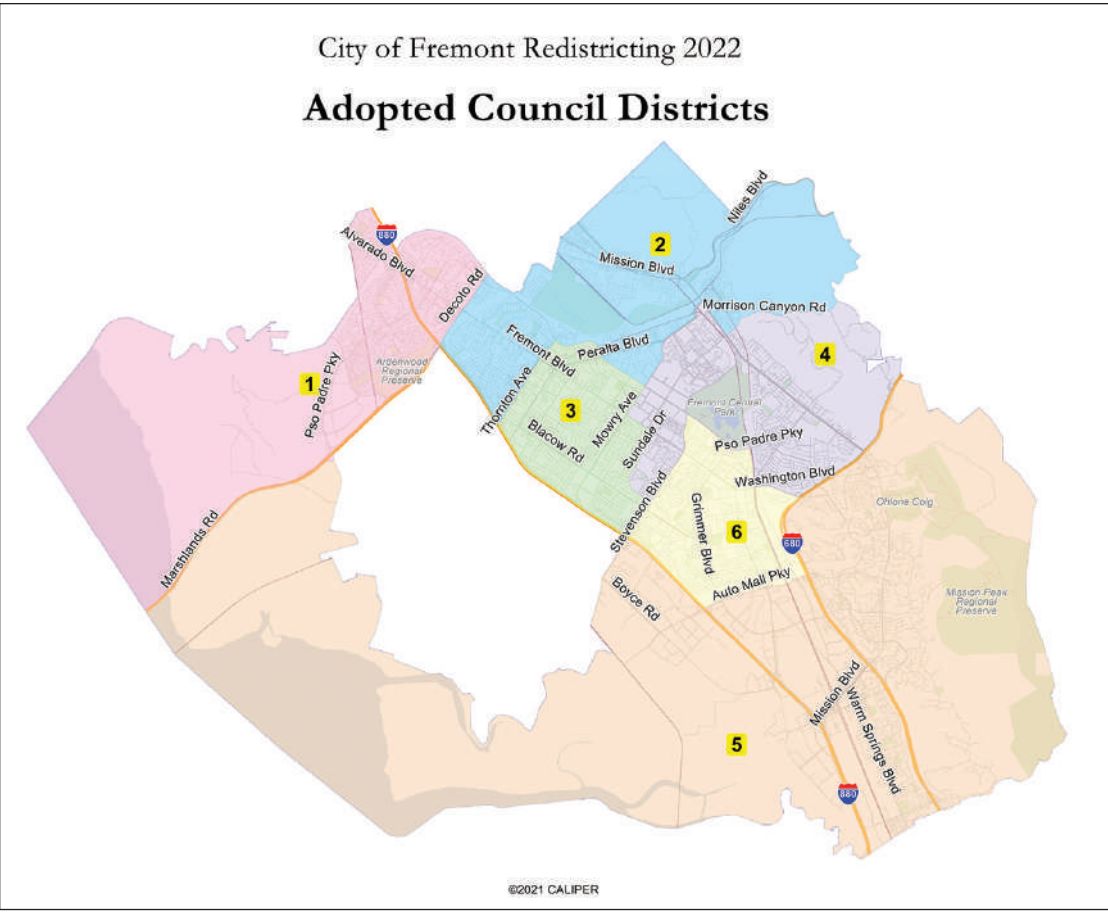 City of Fremont Redistricting 2022
Adopted Council Districts
Niles Blvd
880
Alvarado Blvd
2
Mission Blvd
Decoto Rd
Morrison Canyon Rd
Fremont Blvd
Peralta Blvd
4
Ardenwood
Regional
Preserve
1
Pso Padre Pky
Thornton Ave
3
Mowry Ave
Fremont Central
Park
Blacow Rd
Sundale Dr
Pso Padre Pky
Washington Blvd
Stevenson Blvd
Grimmer Blvd
Ohlone Colg
6
680
Marshlands Rd
Auto Mall Pky
Boyce Rd
Mission Peak
Regional
Preserve
Mission Blvd
Warm Springs Blvd
5
880
©2021 CALIPER